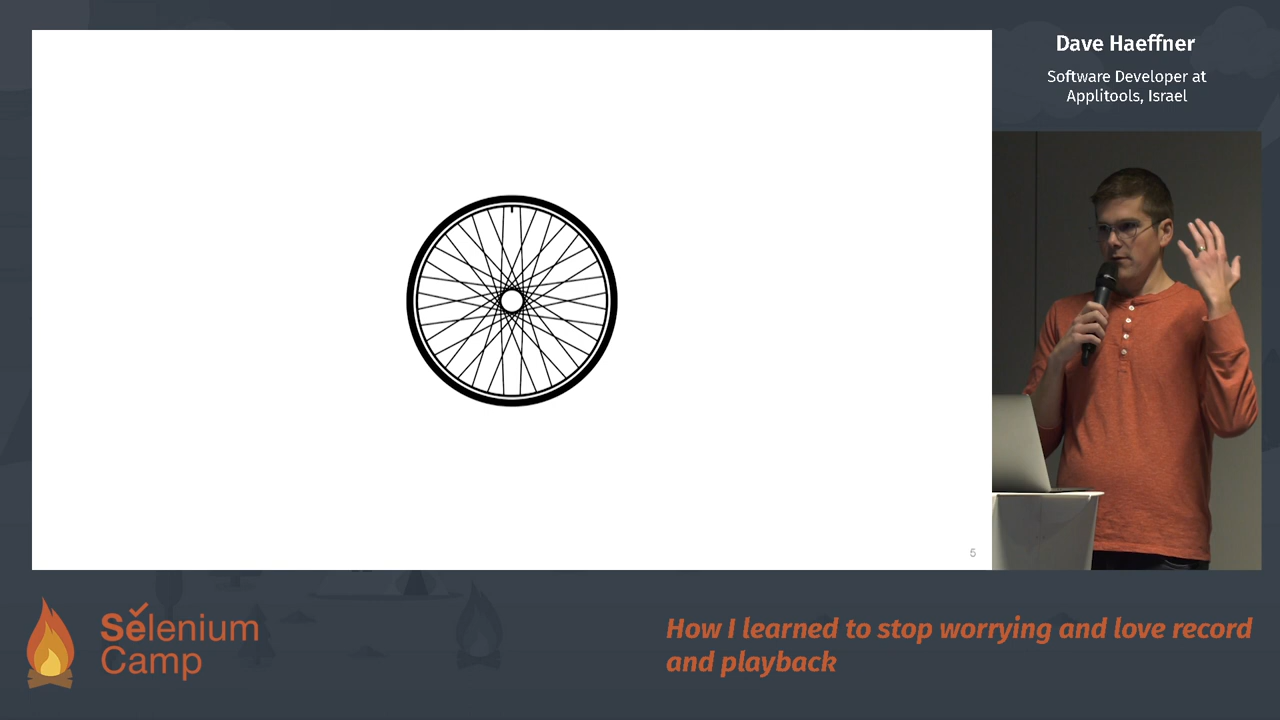 Dave Haeffner
Software Developer at
Applitools, Israel
5
Selenium
Camp
How I learned to stop worrying and love record
and playback